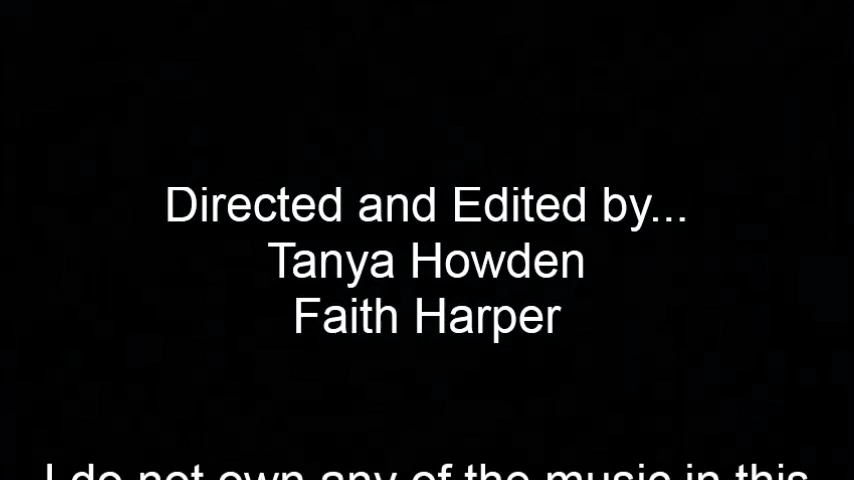 Directed and Edited by...
Tanya Howden
Faith Harper
I do not own any of the music in this